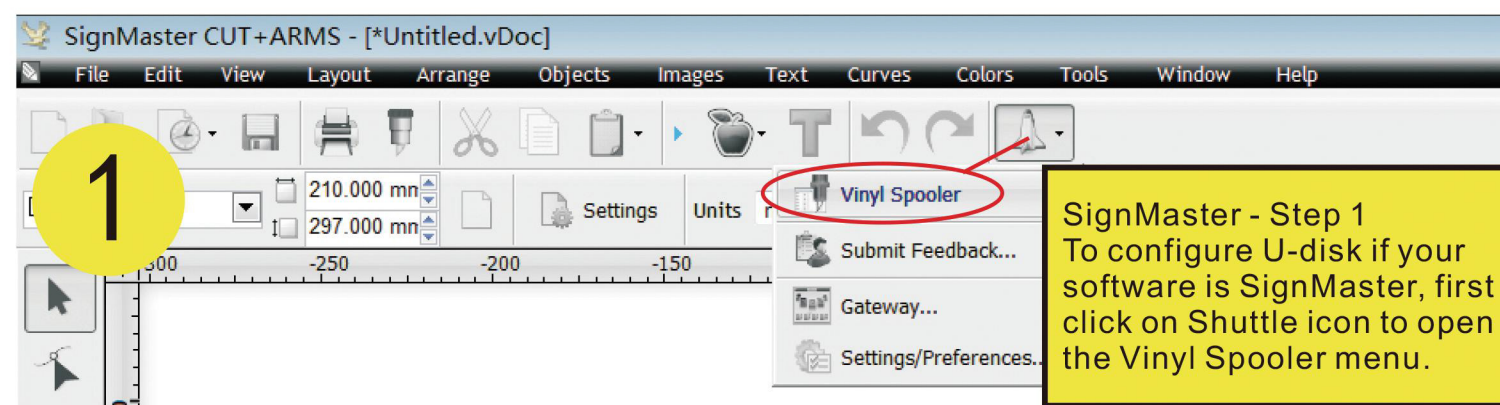 SignMaster CUT+ARMS - [*Untitled.vDoc]
File Edit View Layout Arrange Objects Images Text Curves Colors Tools Window Help
1
210.000 mm
297.000 mm
Settings
Units
Vinyl Spooler
Submit Feedback...
Gateway...
Settings/Preferences..
-300 -250 -200 -150
SignMaster - Step 1
To configure U-disk if your
software is SignMaster, first
click on Shuttle icon to open
the Vinyl Spooler menu.